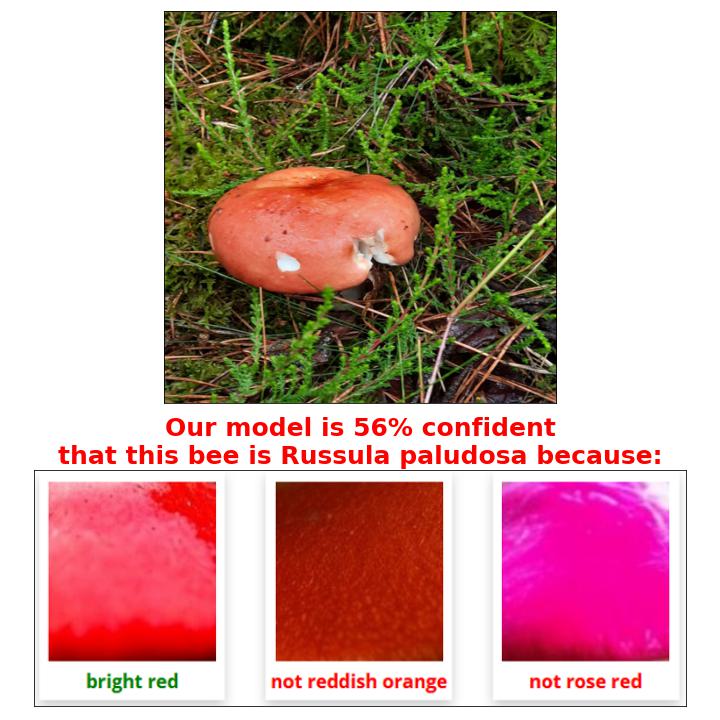 Our model is 56% confident
that this bee is Russula paludosa because:
bright red
not reddish orange
not rose red